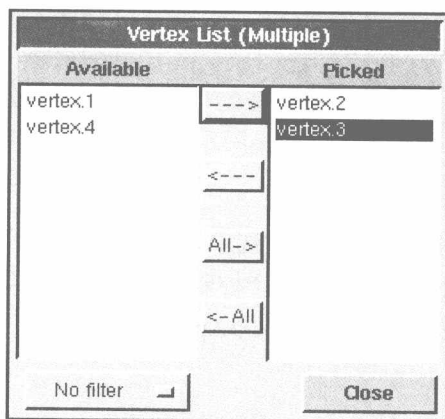 Vertex List (Multiple)
Available Picked
vertex.1
vertex.4
vertex.2
vertex.3
--->
<---
All->
<-All
No filter
Close